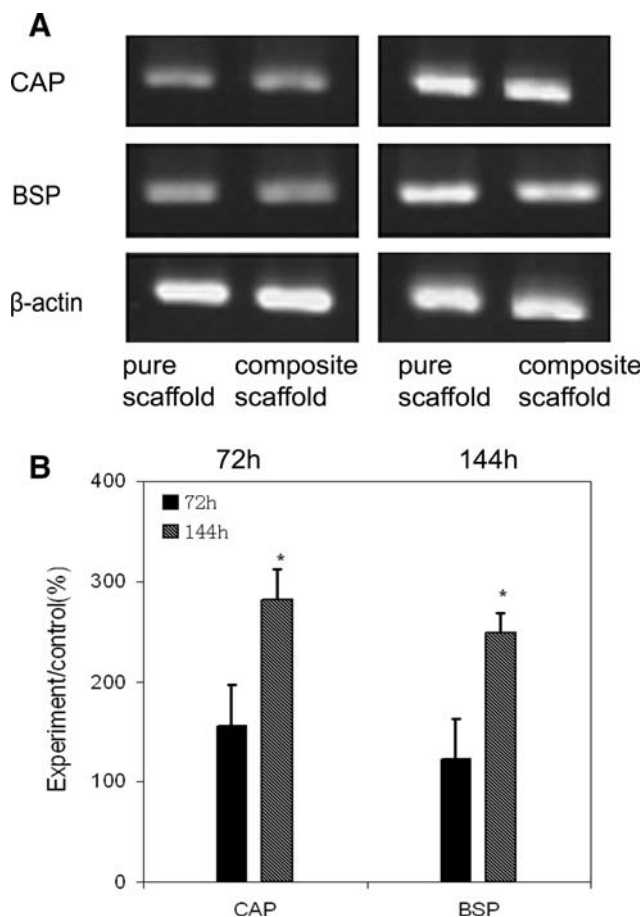 A
CAP
BSP
β-actin
pure scaffold
composite scaffold
pure scaffold
composite scaffold
72h
144h
B
400
300
200
100
0
Experiment/control(%)
72h
144h
*
*
CAP
BSP